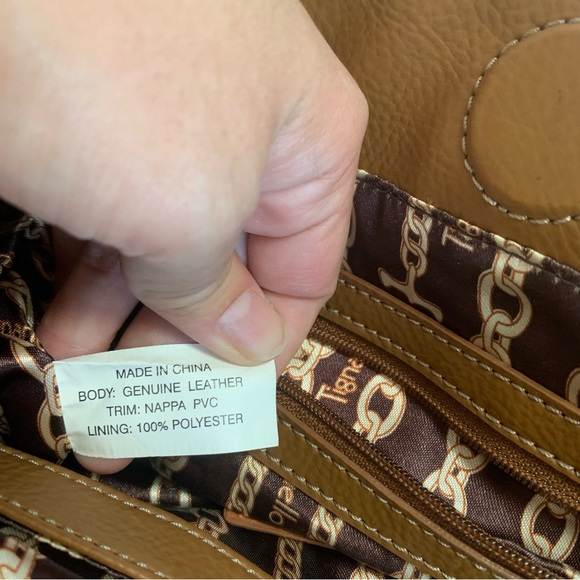 MADE IN CHINA
BODY: GENUINE LEATHER
TRIM: NAPPA PVC
LINING: 100% POLYESTER